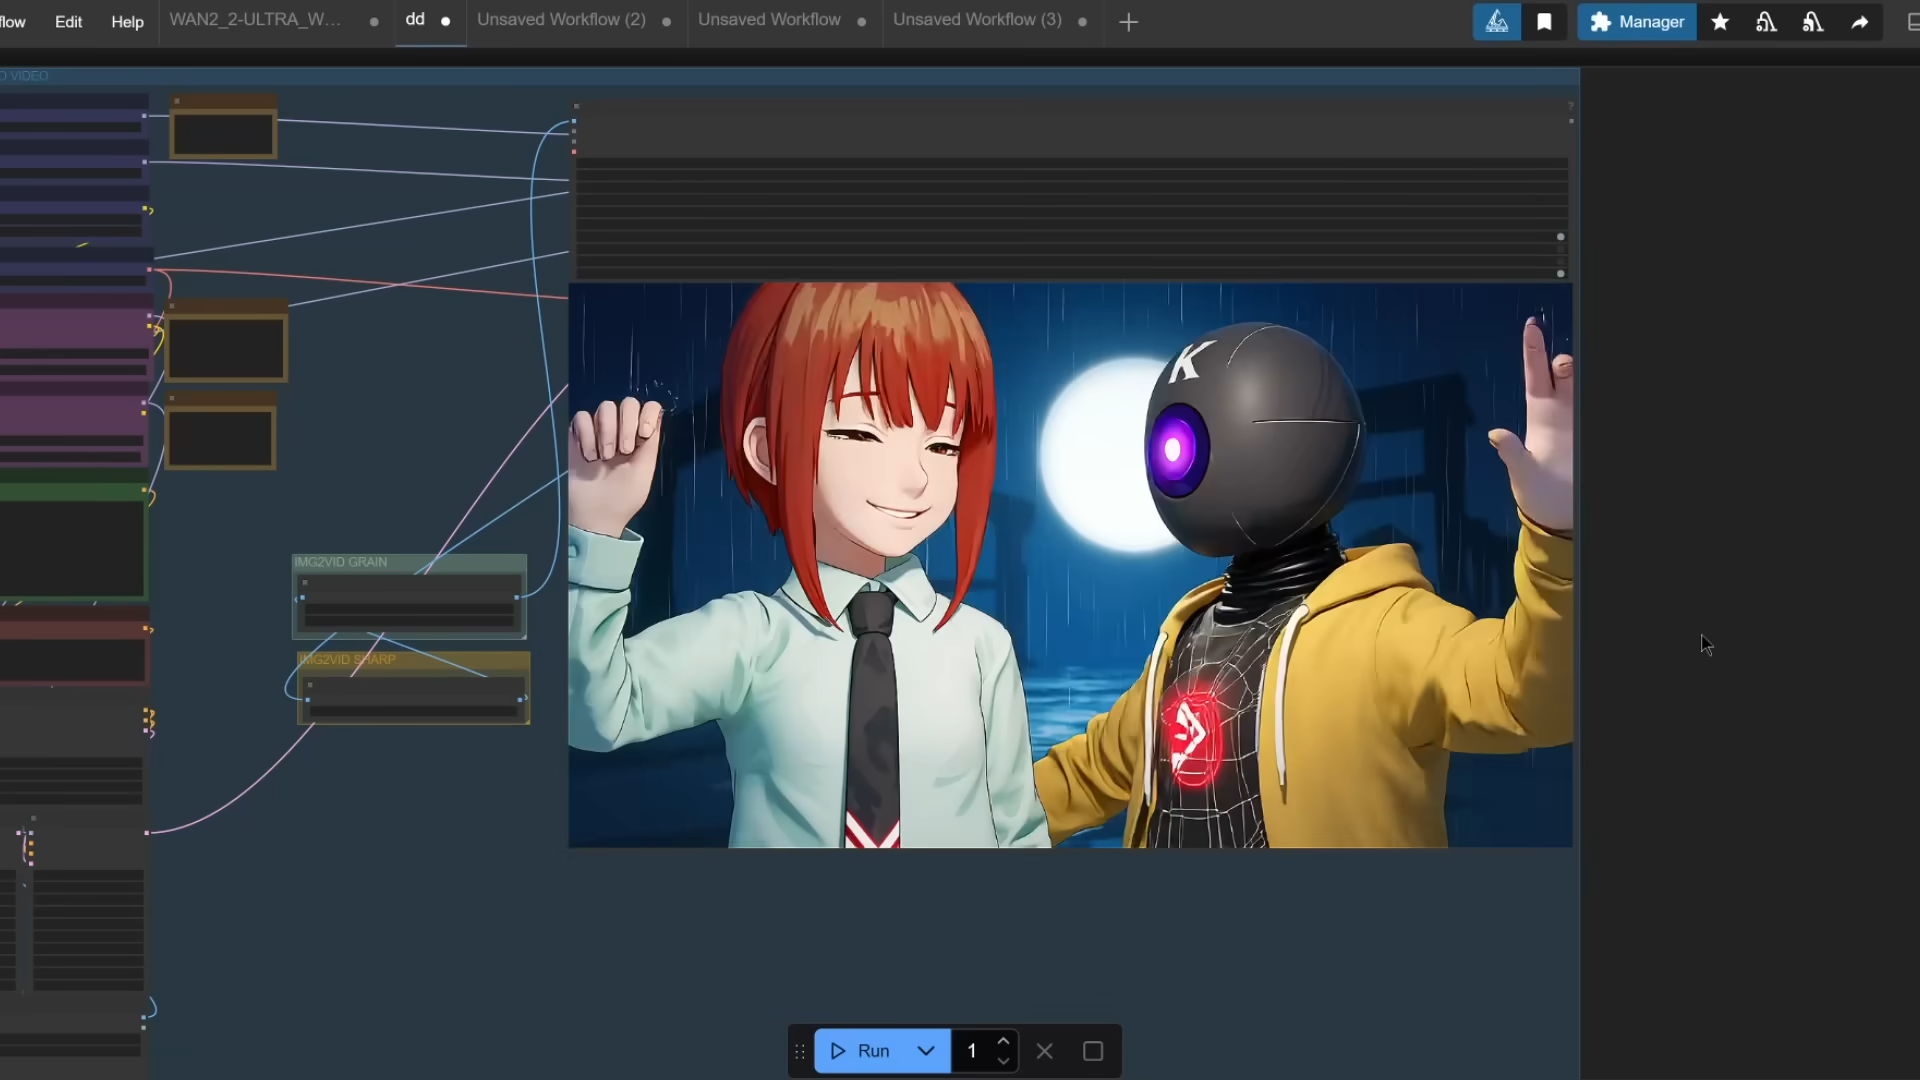 flow Edit Help WAN2_2-ULTRA_W... dd Unsaved Workflow (2) Unsaved Workflow Unsaved Workflow (3) Manager
O VIDEO
?
K
IMG2VID GRAIN
IMG2VID SHARP
Run 1